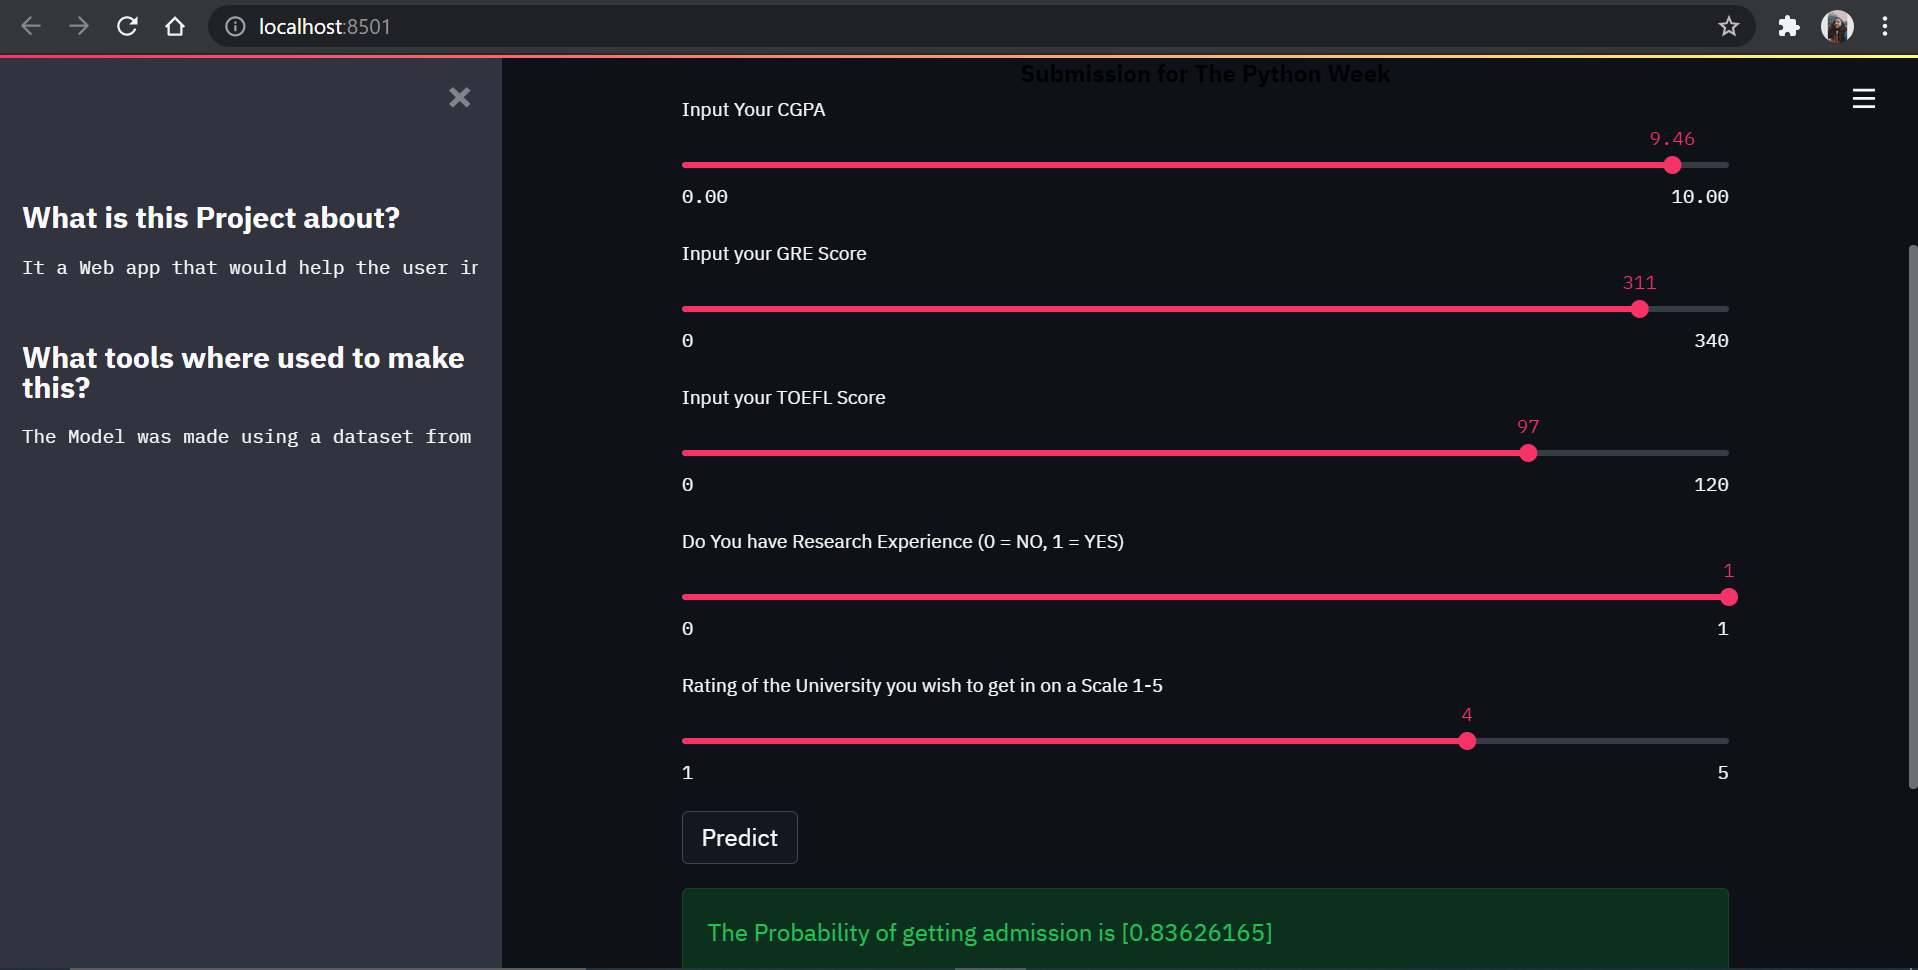 localhost:8501
What is this Project about?
It a Web app that would help the user
What tools where used to make
this?
The Model was made using a dataset from
Submission for The Python Week
Input Your CGPA
9.46
0.00 10.00
Input your GRE Score
311
0 340
Input your TOEFL Score
97
0 120
Do You have Research Experience (0 = NO, 1 = YES)
1
0 1
Rating of the University you wish to get in on a Scale 1-5
4
1 5
Predict
The Probability of getting admission is [0.83626165]